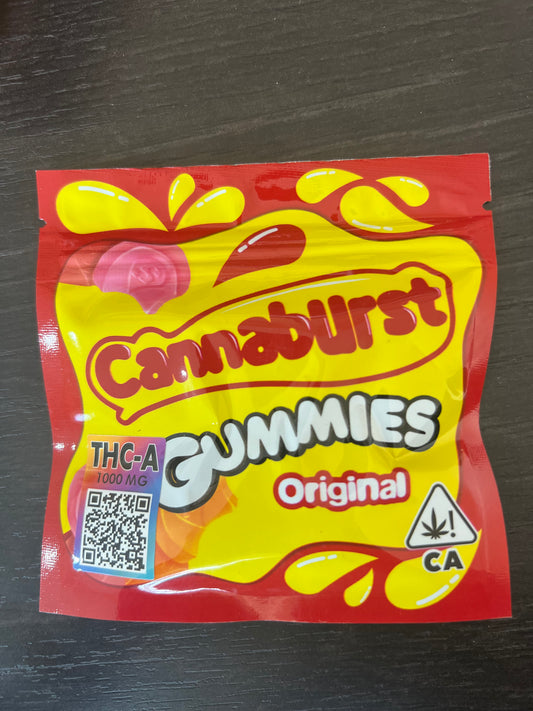 Cannaburst
GUMMIES
Original
THC-A
1000 MG
!
CA